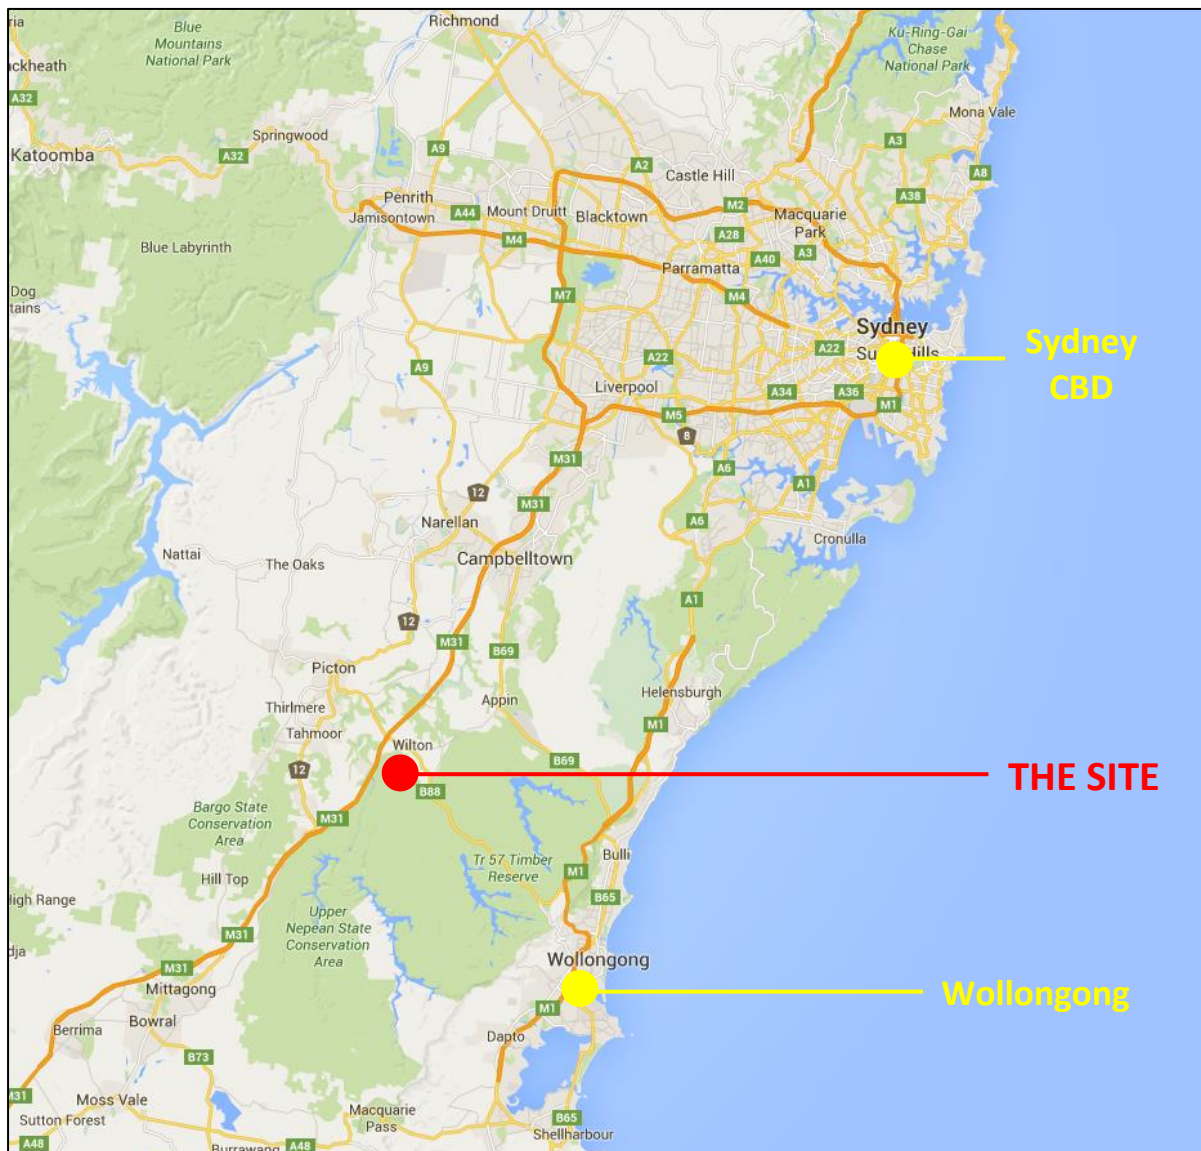 ria
Blue
Mountains
National Park
Richmond
Ku-Ring-Gai
Chase
National Park
ackheath
A32
Mona Vale
Springwood
A9
A3
Katoomba
A32
A2
Castle Hill
A8
Penrith
Jamisontown
A44
Mount Druitt
Blacktown
M2
A38
Macquarie
Park
A28
Blue Labyrinth
M4
A3
A40
Parramatta
Dog
tains
M7
M4
Sydney
A22
A22
Sydney
CBD
A9
Liverpool
A34
A36
M1
M5
8
M31
A6
A1
12
M31
Narellan
A6
Cronulla
Nattai
The Oaks
Campbelltown
A1
12
M31
B69
Picton
Helensburgh
Appin
Thirlmere
Tahmoor
M1
Wilton
B69
12
THE SITE
B88
Bargo State
Conservation
Area
M31
Tr 57 Timber
Reserve
Bulli
Hill Top
M1
B65
High Range
Upper
Nepean State
Conservation
Area
M31
dja
Wollongong
M31
Mittagong
Wollongong
M1
Bowral
Berrima
Dapto
B73
M31
Moss Vale
Macquarie
Pass
B65
Sutton Forest
Shellharbour
A48
A48
Burrawang